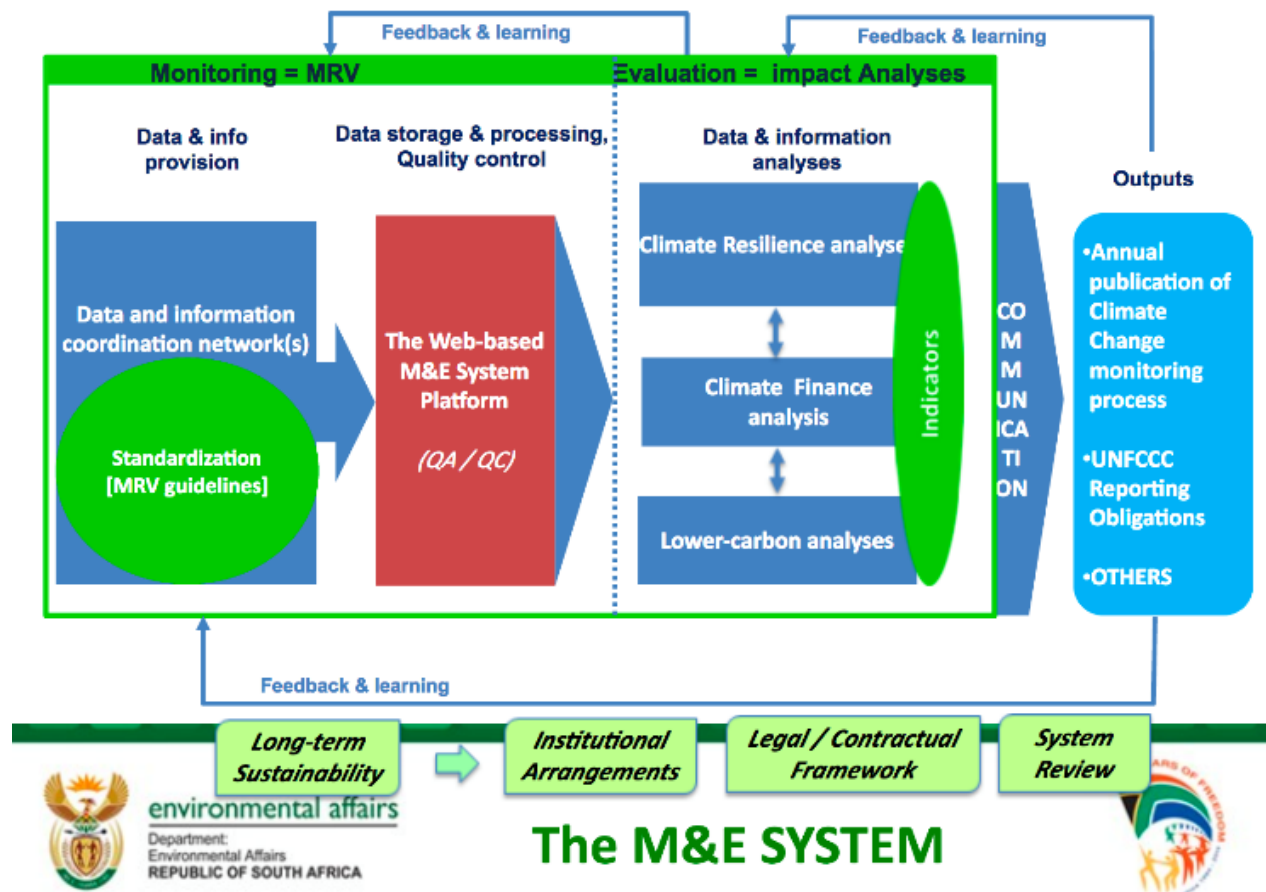 Feedback & learning
Feedback & learning
Monitoring = MRV
Evaluation = impact Analyses
Data & info
provision
Data storage & processing,
Quality control
Data & information
analyses
Outputs
Data and information
coordination network(s)
Standardization
[MRV guidelines]
The Web-based
M&E System
Platform
(QA / QC)
Climate Resilience analyse
Climate Finance
analysis
Lower-carbon analyses
Indicators
CO
M
M
UN
ICA
TI
ON
•Annual
publication of
Climate
Change
monitoring
process
•UNFCCC
Reporting
Obligations
•OTHERS
Feedback & learning
Long-term
Sustainability
Institutional
Arrangements
Legal / Contractual
Framework
System
Review
environmental affairs
Department:
Environmental Affairs
REPUBLIC OF SOUTH AFRICA
The M&E SYSTEM
OF FREEDOM